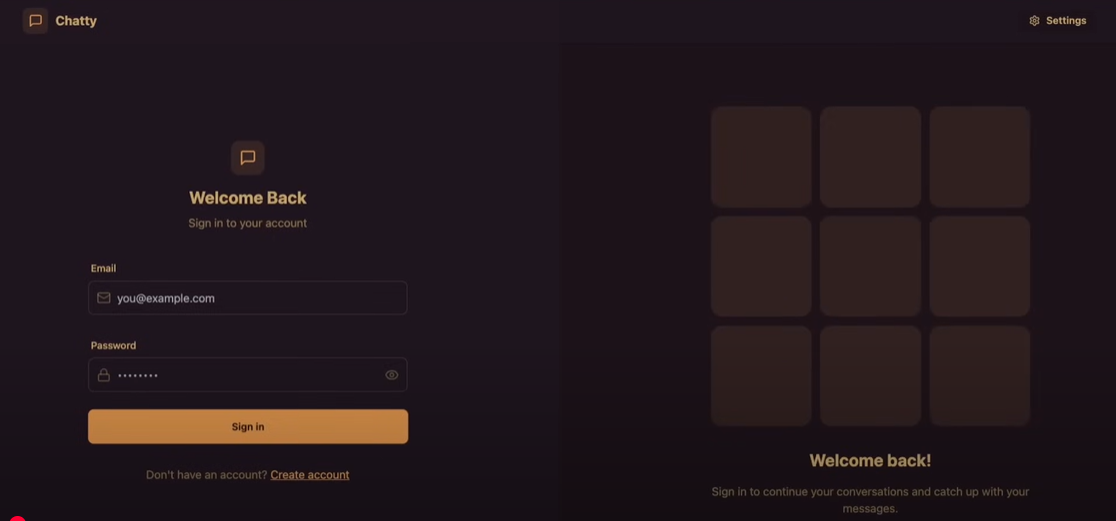 Chatty
Settings
Welcome Back
Sign in to your account
Email
you@example.com
Password
••••••••
Sign in
Don't have an account? Create account
Welcome back!
Sign in to continue your conversations and catch up with your
messages.